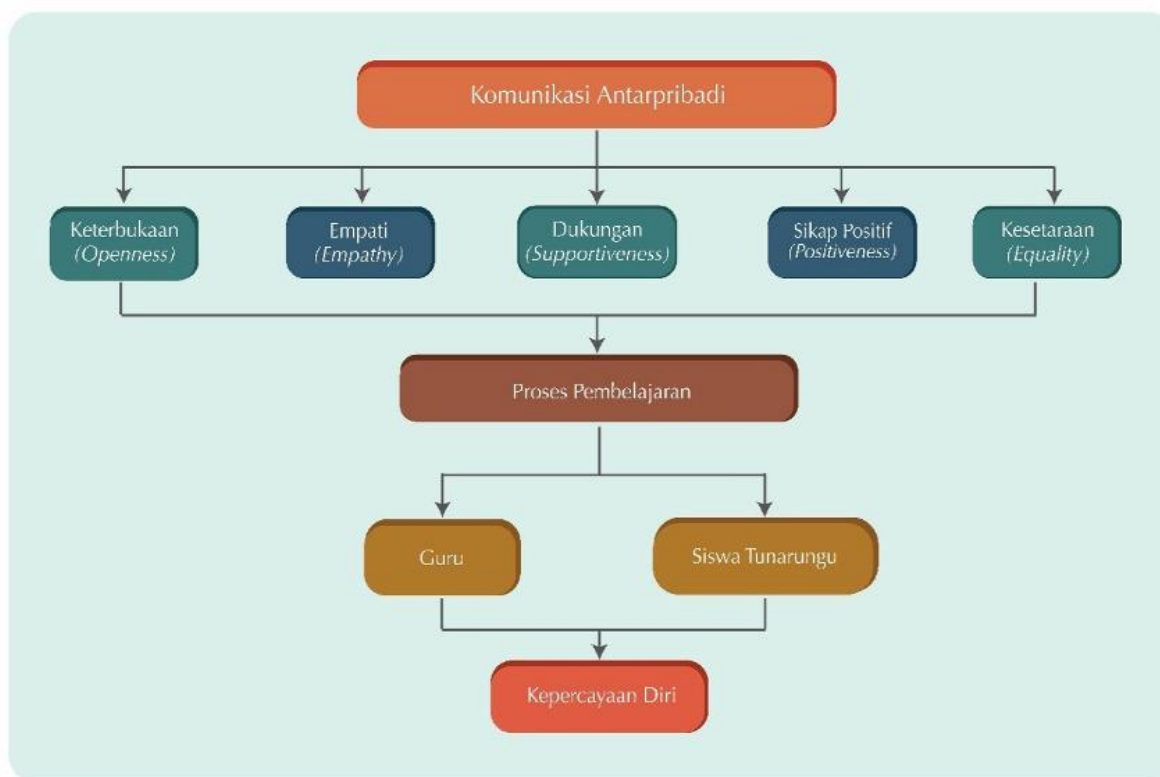 Komunikasi Antarpribadi
Keterbukaan
(Openness)
Empati
(Empathy)
Dukungan
(Supportiveness)
Sikap Positif
(Positiveness)
Kesetaraan
(Equality)
Proses Pembelajaran
Guru
Siswa Tunarungu
Kepercayaan Diri